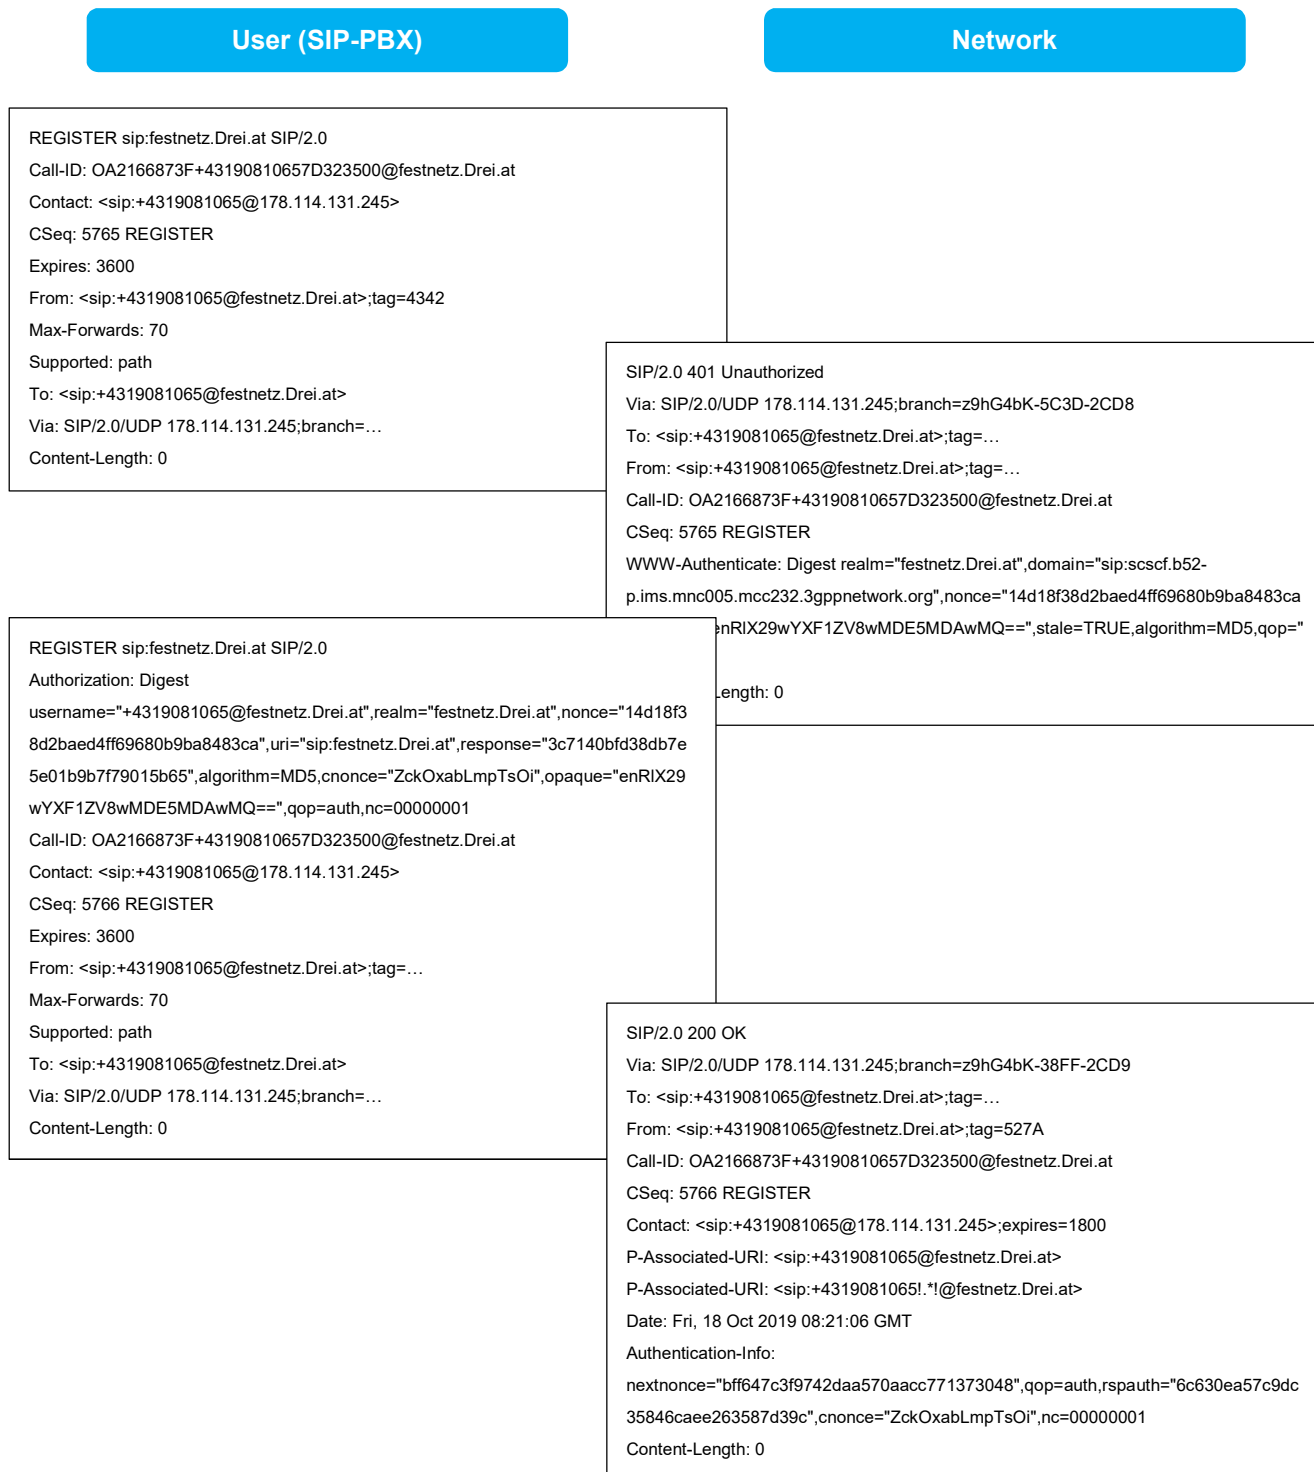 User (SIP-PBX)
Network
REGISTER sip:festnetz.Drei.at SIP/2.0
Call-ID: OA2166873F+43190810657D323500@festnetz.Drei.at
Contact: <sip:+4319081065@178.114.131.245>
CSeq: 5765 REGISTER
Expires: 3600
From: <sip:+4319081065@festnetz.Drei.at>;tag=4342
Max-Forwards: 70
Supported: path
To: <sip:+4319081065@festnetz.Drei.at>
Via: SIP/2.0/UDP 178.114.131.245;branch=…
Content-Length: 0
SIP/2.0 401 Unauthorized
Via: SIP/2.0/UDP 178.114.131.245;branch=z9hG4bK-5C3D-2CD8
To: <sip:+4319081065@festnetz.Drei.at>;tag=…
From: <sip:+4319081065@festnetz.Drei.at>;tag=…
Call-ID: OA2166873F+43190810657D323500@festnetz.Drei.at
CSeq: 5765 REGISTER
WWW-Authenticate: Digest realm="festnetz.Drei.at",domain="sip:scscf.b52-
p.ims.mnc005.mcc232.3gppnetwork.org",nonce="14d18f38d2baed4ff69680b9ba8483ca
enRlX29wYXF1ZV8wMDE5MDAwMQ==",stale=TRUE,algorithm=MD5,qop="
Length: 0
REGISTER sip:festnetz.Drei.at SIP/2.0
Authorization: Digest
username="+4319081065@festnetz.Drei.at",realm="festnetz.Drei.at",nonce="14d18f3
8d2baed4ff69680b9ba8483ca",uri="sip:festnetz.Drei.at",response="3c7140bfd38db7e
5e01b9b7f79015b65",algorithm=MD5,cnonce="ZckOxabLmpTsOi",opaque="enRlX29
wYXF1ZV8wMDE5MDAwMQ==",qop=auth,nc=00000001
Call-ID: OA2166873F+43190810657D323500@festnetz.Drei.at
Contact: <sip:+4319081065@178.114.131.245>
CSeq: 5766 REGISTER
Expires: 3600
From: <sip:+4319081065@festnetz.Drei.at>;tag=…
Max-Forwards: 70
Supported: path
To: <sip:+4319081065@festnetz.Drei.at>
Via: SIP/2.0/UDP 178.114.131.245;branch=…
Content-Length: 0
SIP/2.0 200 OK
Via: SIP/2.0/UDP 178.114.131.245;branch=z9hG4bK-38FF-2CD9
To: <sip:+4319081065@festnetz.Drei.at>;tag=…
From: <sip:+4319081065@festnetz.Drei.at>;tag=527A
Call-ID: OA2166873F+43190810657D323500@festnetz.Drei.at
CSeq: 5766 REGISTER
Contact: <sip:+4319081065@178.114.131.245>;expires=1800
P-Associated-URI: <sip:+4319081065@festnetz.Drei.at>
P-Associated-URI: <sip:+4319081065!.*!@festnetz.Drei.at>
Date: Fri, 18 Oct 2019 08:21:06 GMT
Authentication-Info:
nextnonce="bff647c3f9742daa570aacc771373048",qop=auth,rspauth="6c630ea57c9dc
35846caee263587d39c",cnonce="ZckOxabLmpTsOi",nc=00000001
Content-Length: 0